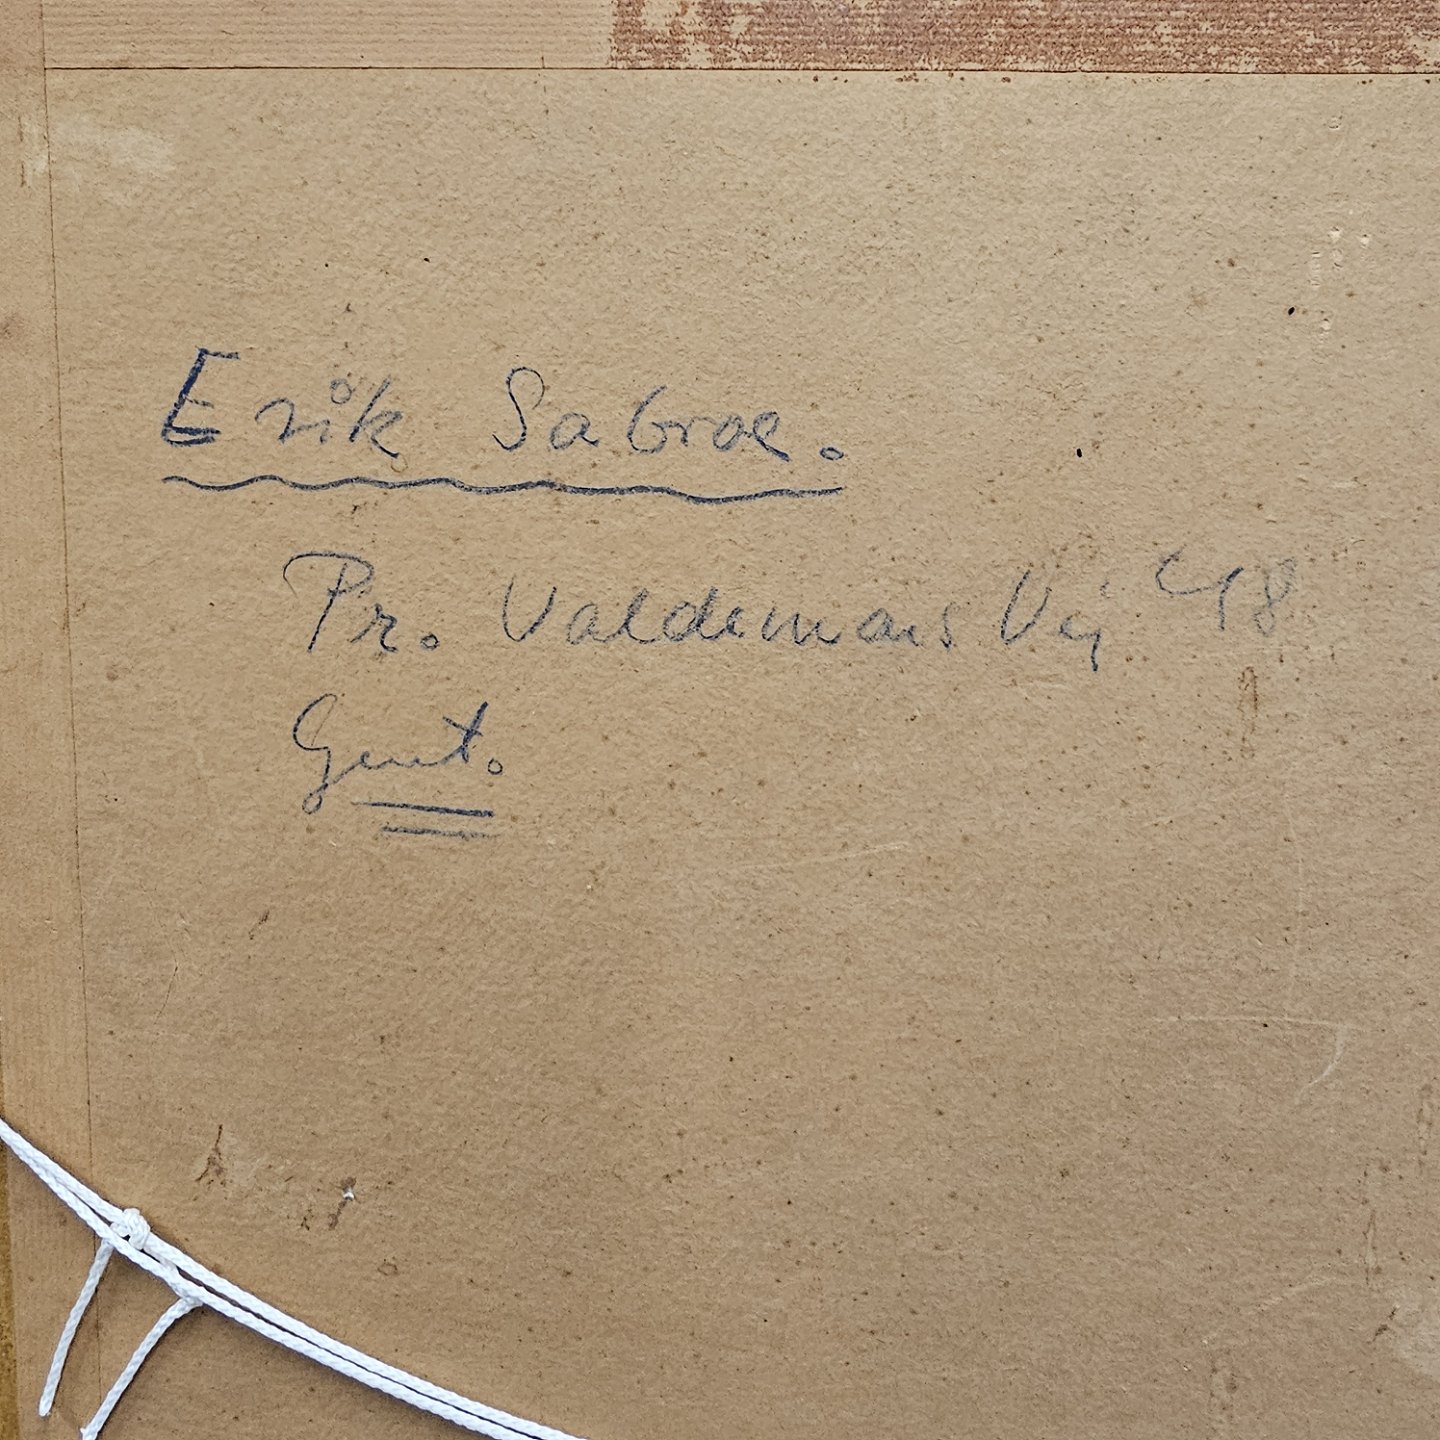 Erik Sabroe.
Pr. Valdemars Vej 48
Gent.